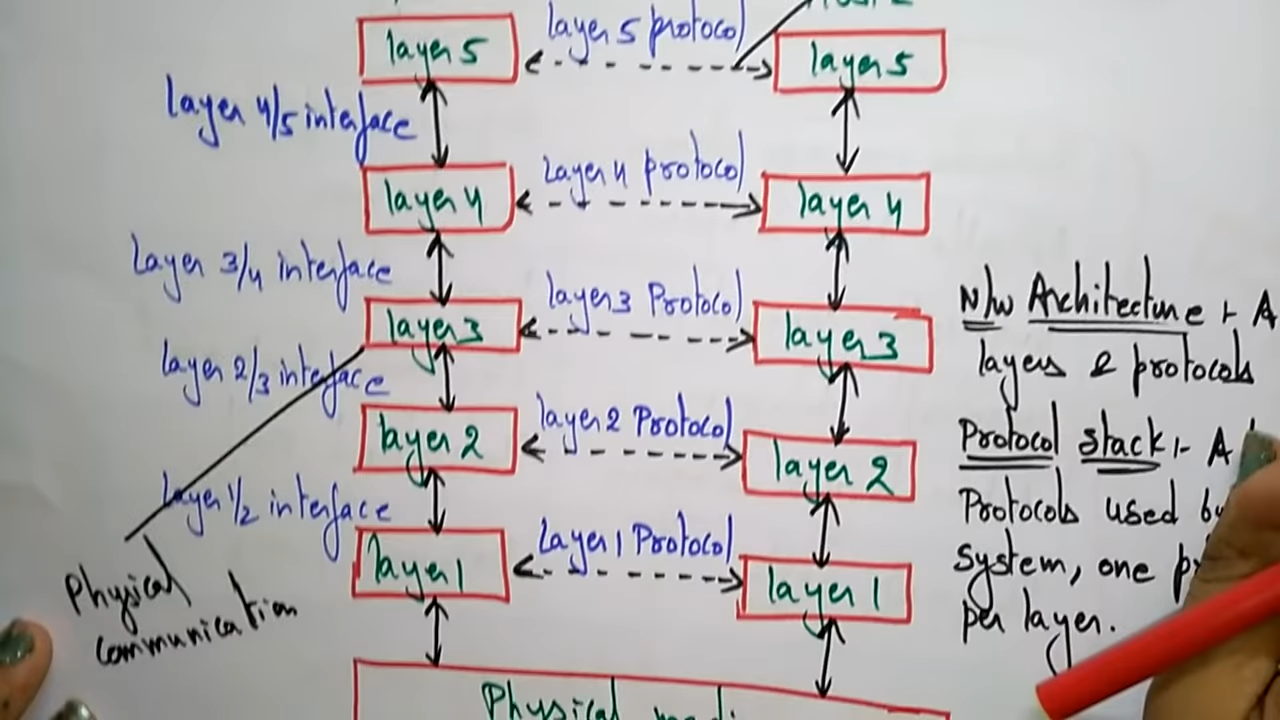 layer 5 protocol
layer 5
layer 5
layer 4/5 interface
layer 4 protocol
layer 4
layer 4
layer 3/4 interface
layer 3 Protocol
layer 3
layer 3
layer 2/3 interface
layer 2 Protocol
layer 2
layer 2
layer 1/2 interface
layer 1 Protocol
layer 1
layer 1
Physical
communication
Physical
N/w Architecture :- A
layers & protocols
Protocol stack :- A
Protocols used
system, one
per layer.